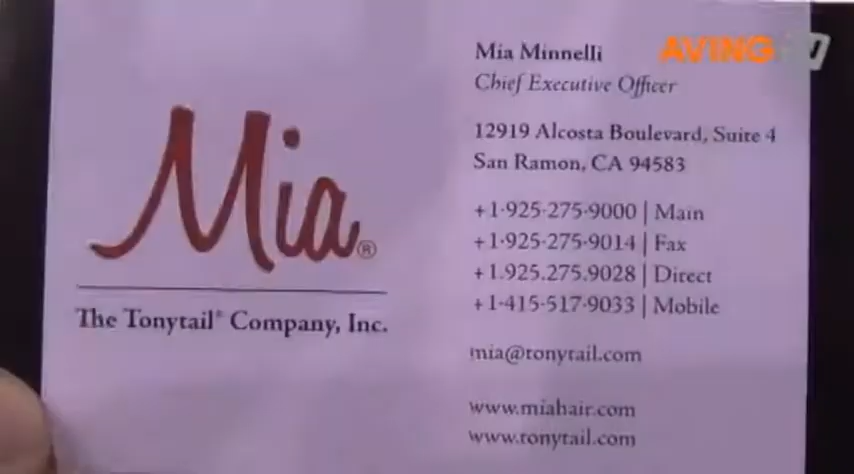 AVING TV
Mia Minnelli
Chief Executive Officer
12919 Alcosta Boulevard, Suite 4
San Ramon, CA 94583
+1-925-275-9000 | Main
+1-925-275-9014 | Fax
+1.925.275.9028 | Direct
+1-415-517-9033 | Mobile
mia@tonytail.com
www.miahair.com
www.tonytail.com
Mia®
The Tonytail® Company, Inc.